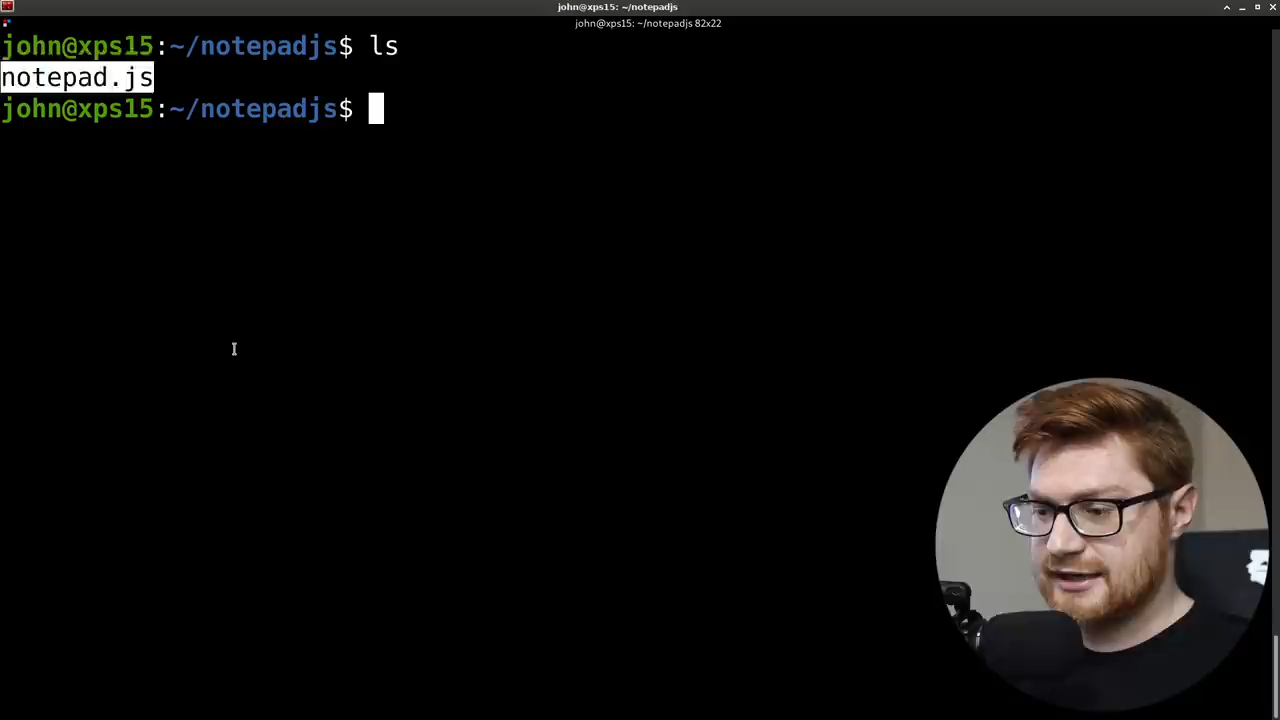 john@xps15: ~/notepadjs
john@xps15: ~/notepadjs 82x22
john@xps15:~/notepadjs$ ls
notepad.js
john@xps15:~/notepadjs$